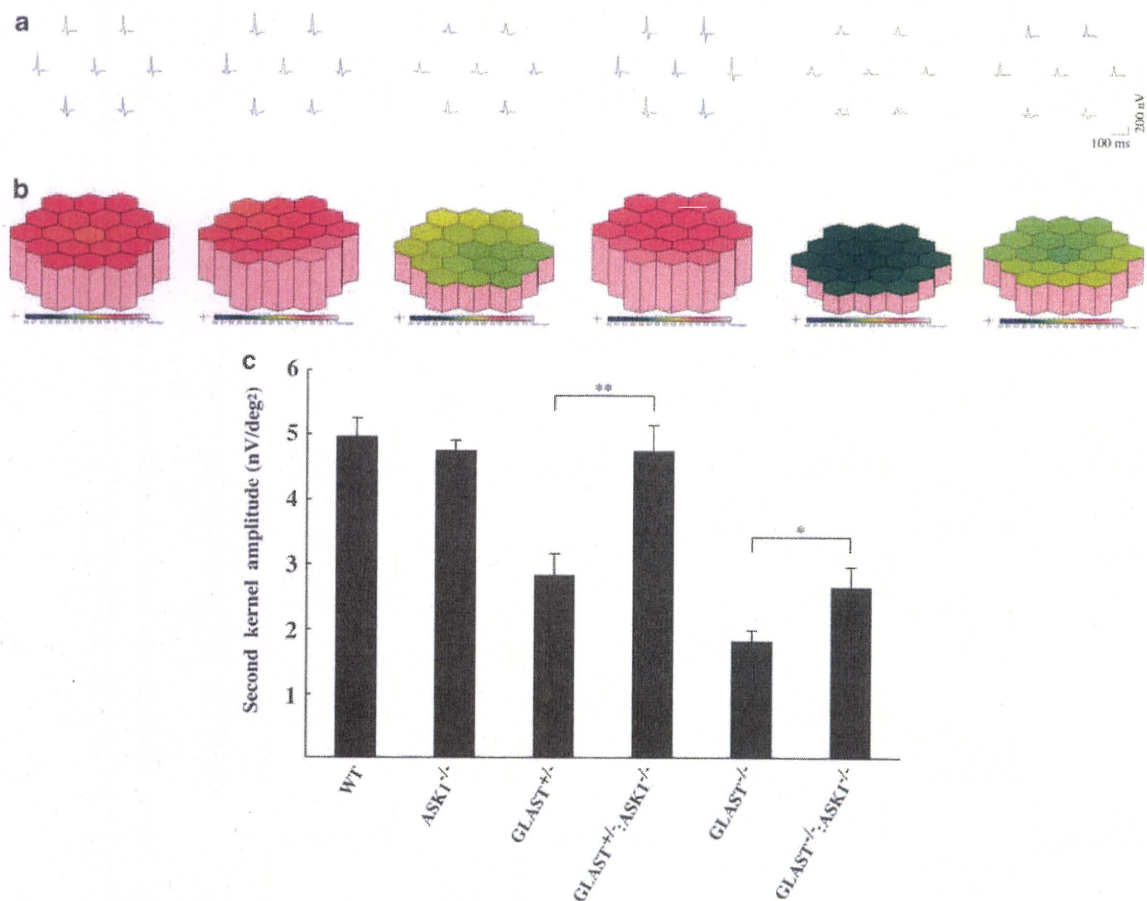 a
200 nV
100 ms
b
c
Second kernel amplitude (nV/deg2)
6
5
4
3
2
1
**
*
WT
ASK1-/-
GLAST+/-
GLAST+/-;ASK1-/-
GLAST-/-
GLAST-/-;ASK1-/-